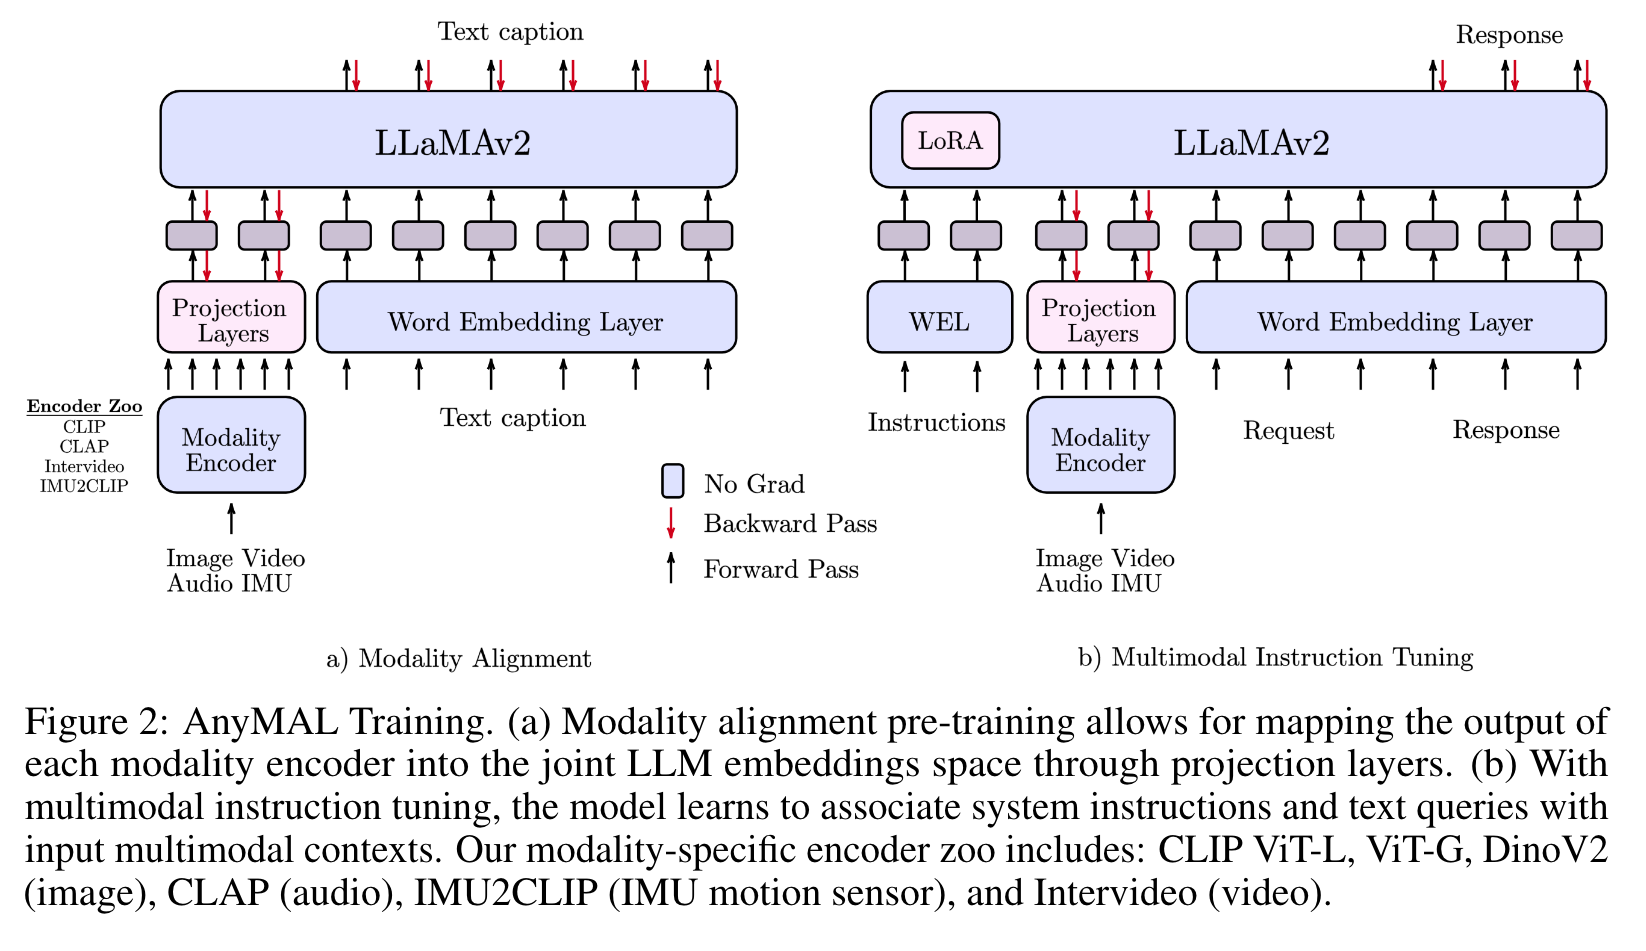 Text caption
LLaMAv2
Projection
Layers
Word Embedding Layer
Encoder Zoo
CLIP
CLAP
Intervideo
IMU2CLIP
Modality
Encoder
Text caption
Image Video
Audio IMU
a) Modality Alignment
No Grad
Backward Pass
Forward Pass
Response
LoRA
LLaMAv2
WEL
Projection
Layers
Word Embedding Layer
Instructions
Modality
Encoder
Request
Response
Image Video
Audio IMU
b) Multimodal Instruction Tuning
Figure 2: AnyMAL Training. (a) Modality alignment pre-training allows for mapping the output of
each modality encoder into the joint LLM embeddings space through projection layers. (b) With
multimodal instruction tuning, the model learns to associate system instructions and text queries with
input multimodal contexts. Our modality-specific encoder zoo includes: CLIP ViT-L, ViT-G, DinoV2
(image), CLAP (audio), IMU2CLIP (IMU motion sensor), and Intervideo (video).